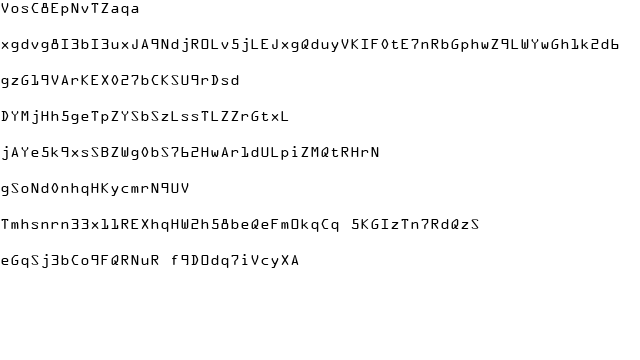 VosC8EpNvTZaqa
xgdvg8I3bI3uxJA9NdjROLv5jLEJxgQduyVKIF0tE7nRbGphwZ9LWYwGh1k2d6
gzG19VArKEX027bCKSU9rDsd
DYMjHh5geTpZYSbSzLssTLZZrGtxL
jAYe5k9xsSBZWg0bS762HwAr1dULpiZMQtRHrN
gSoNd0nhqHKycmrN9UV
Tmhsnrn33x11REXhqHW2h58beQeFmOkqCq 5KGIzTn7RdQzS
eGqSj3bCo9FQRNuR f9DOdq7iVcyXA